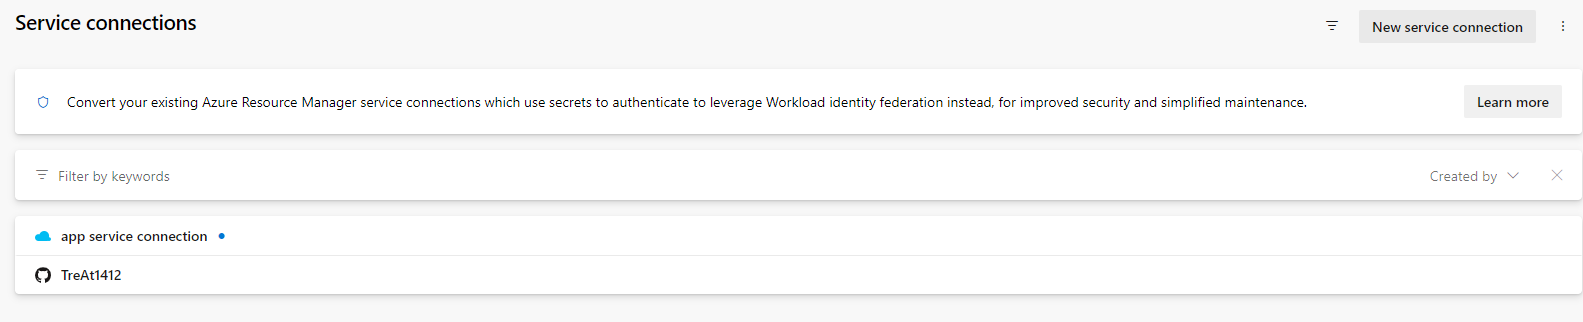 Service connections
New service connection
Convert your existing Azure Resource Manager service connections which use secrets to authenticate to leverage Workload identity federation instead, for improved security and simplified maintenance.
Learn more
Filter by keywords
Created by
app service connection
TreAt1412